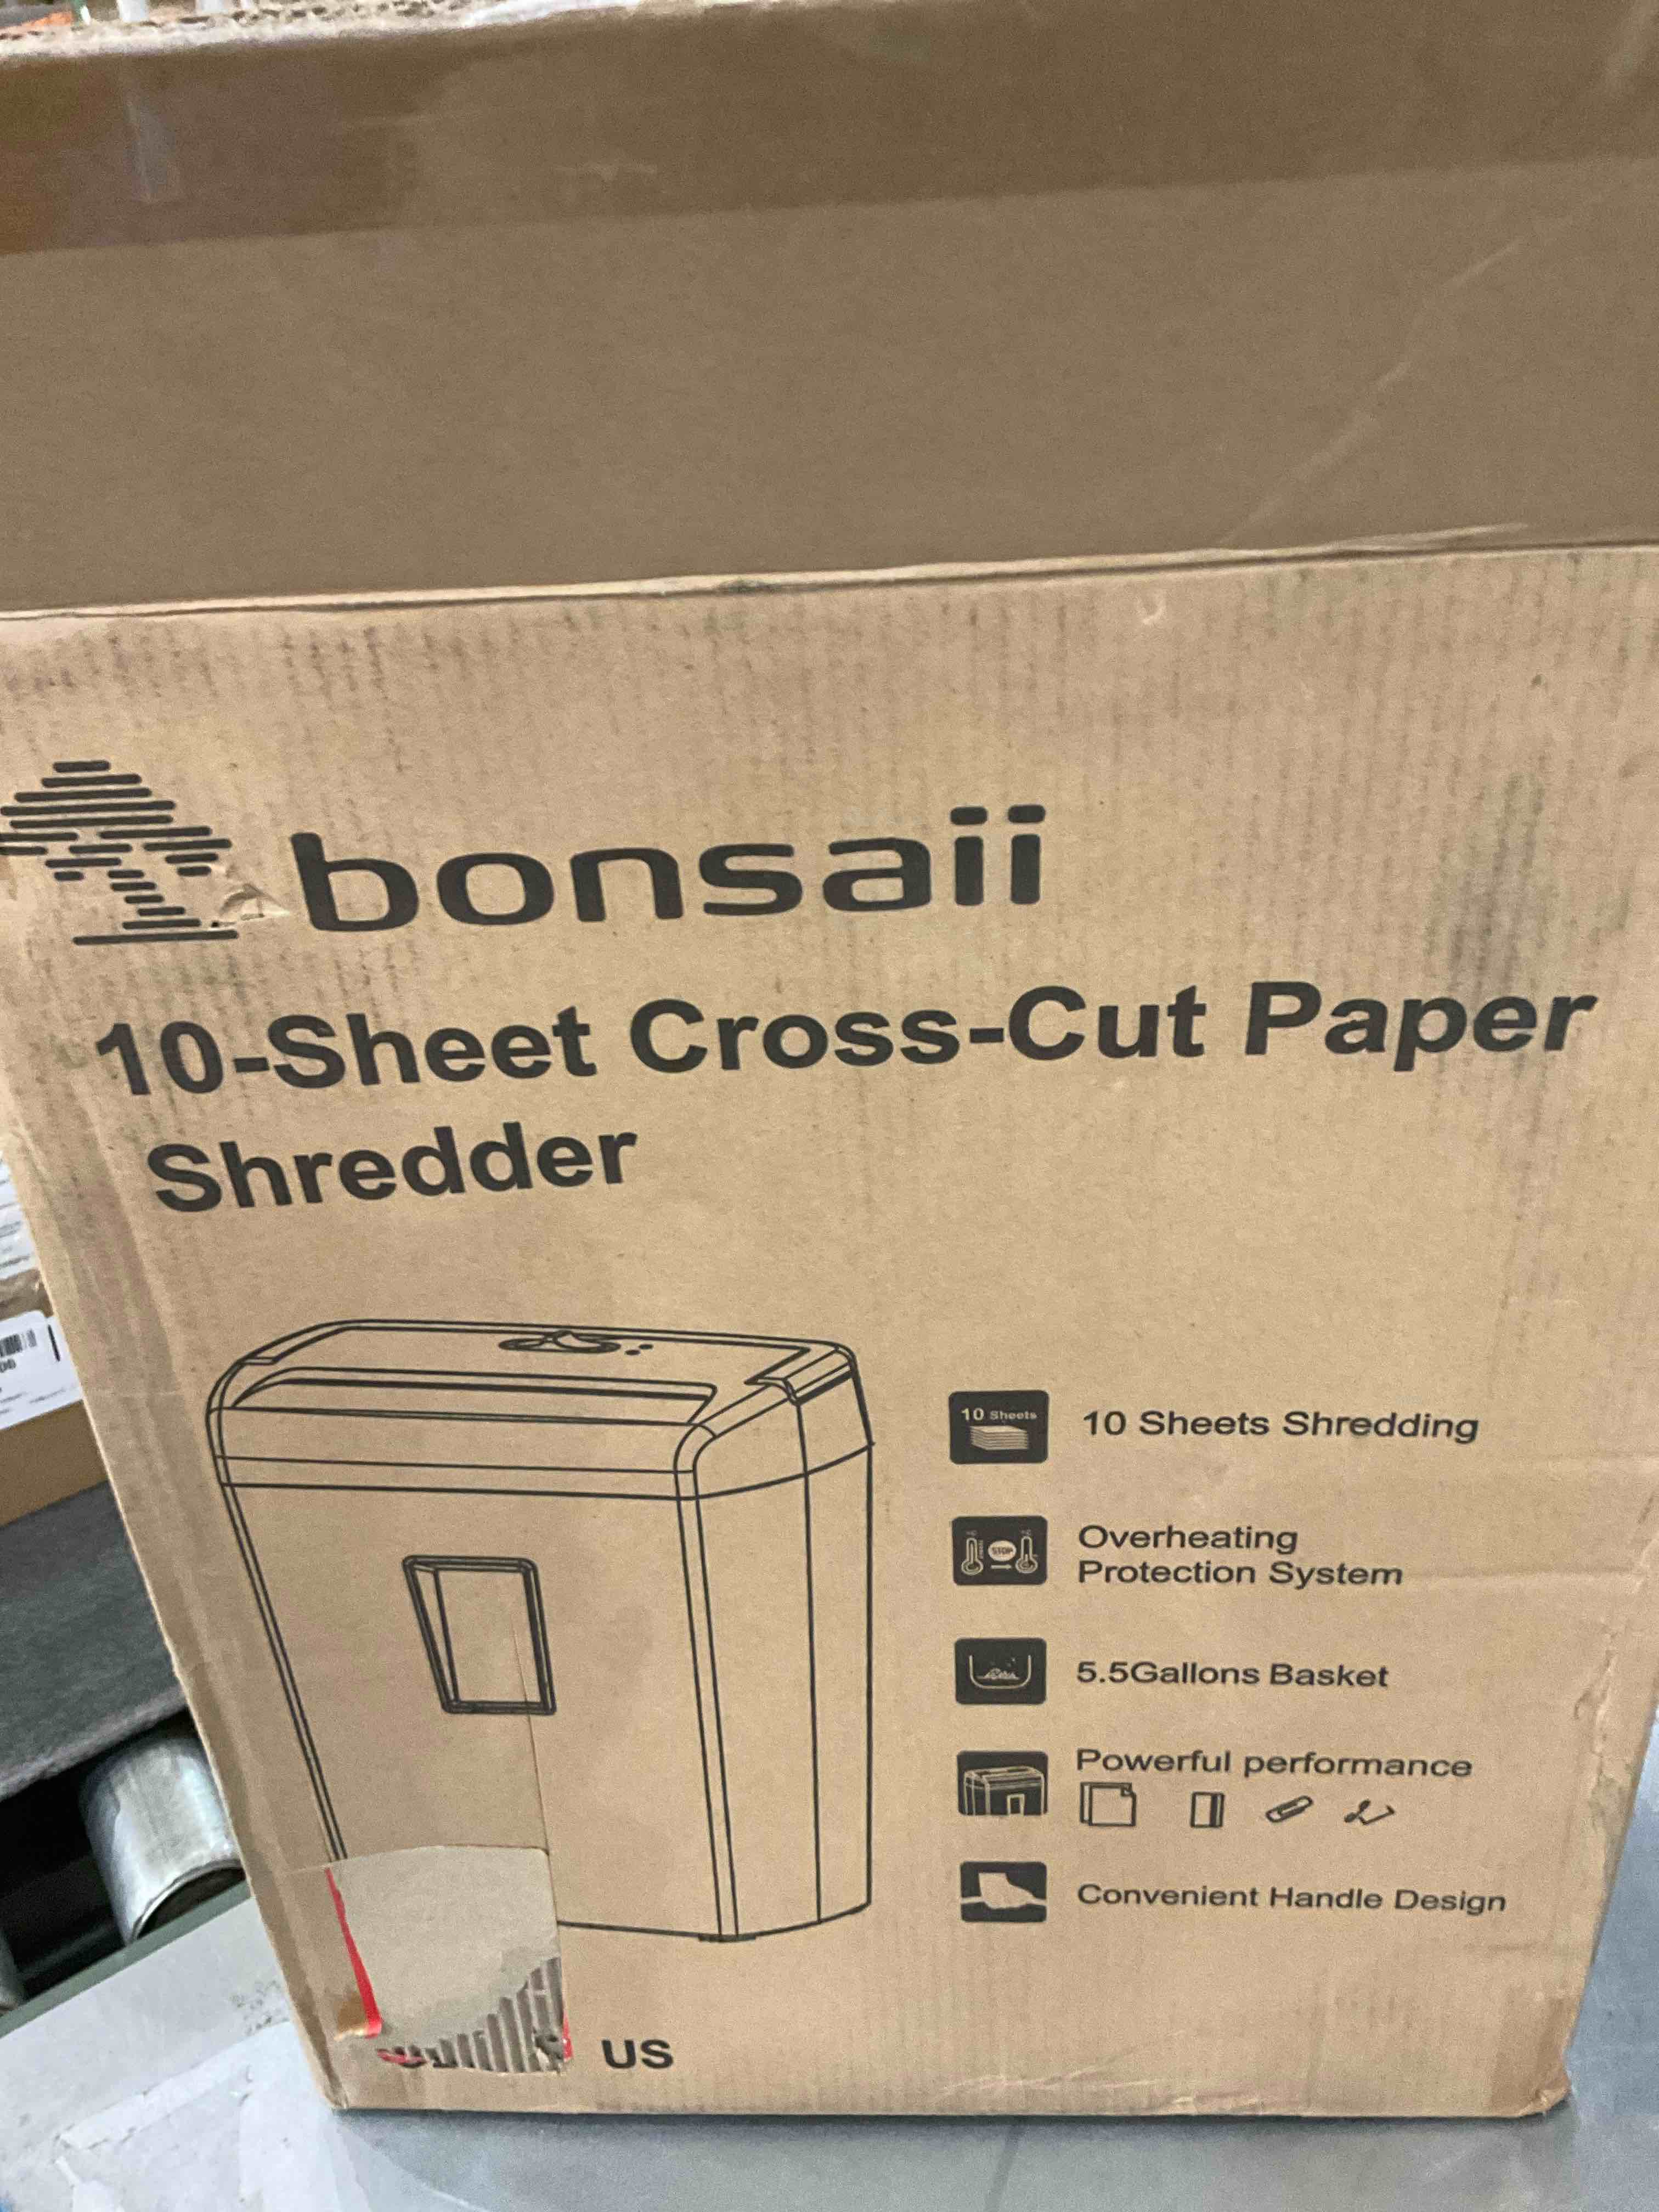 bonsaii
10-Sheet Cross-Cut Paper
Shredder
10 Sheets
10 Sheets Shredding
STOP
Overheating
Protection System
5.5Gallons Basket
Powerful performance
Convenient Handle Design
US